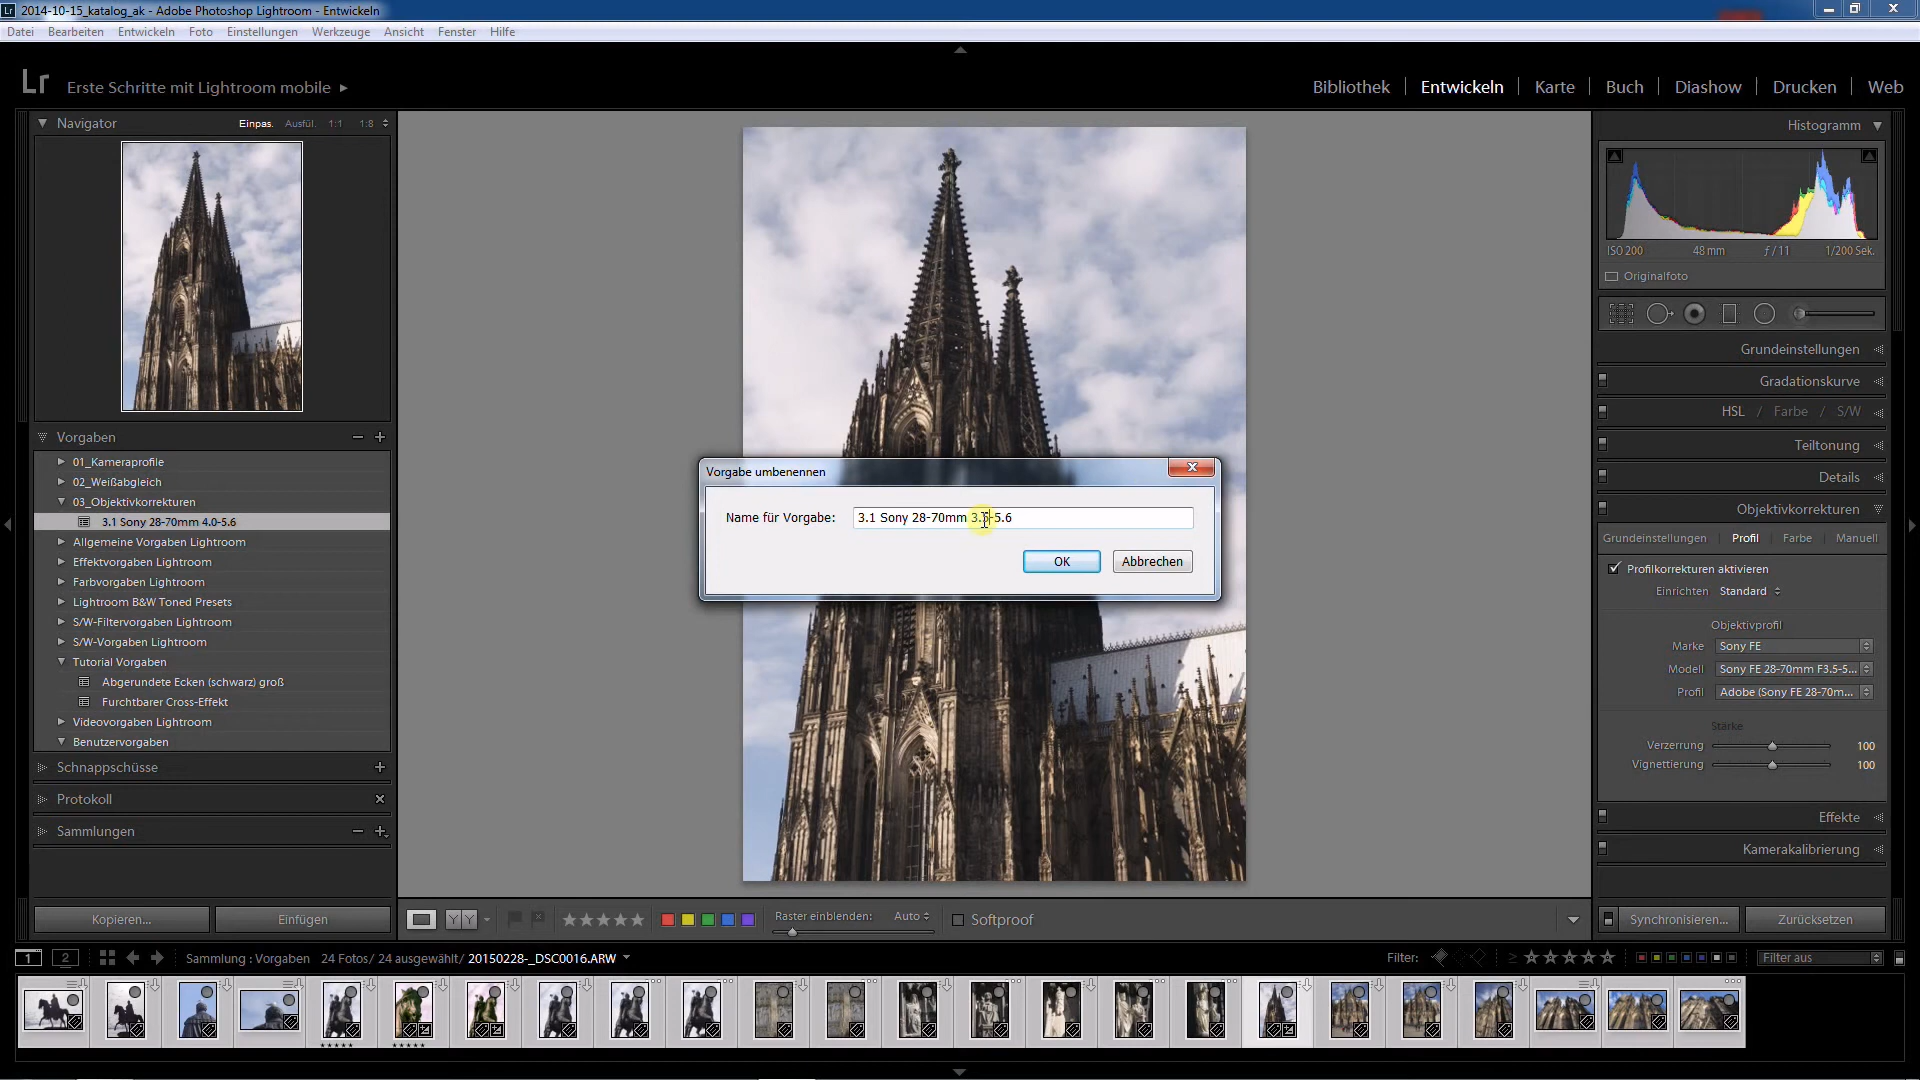 2014-10-15_katalog_ak - Adobe Photoshop Lightroom - Entwickeln
Datei Bearbeiten Entwickeln Foto Einstellungen Werkzeuge Ansicht Fenster Hilfe
Lr Erste Schritte mit Lightroom mobile
Bibliothek Entwickeln Karte Buch Diashow Drucken Web
Navigator Einpas. Ausfül. 1:1 1:8
Vorgaben
01_Kameraprofile
02_Weißabgleich
03_Objektivkorrekturen
3.1 Sony 28-70mm 4.0-5.6
Allgemeine Vorgaben Lightroom
Effektvorgaben Lightroom
Farbvorgaben Lightroom
Lightroom B&W Toned Presets
S/W-Filtervorgaben Lightroom
S/W-Vorgaben Lightroom
Tutorial Vorgaben
Abgerundete Ecken (schwarz) groß
Furchtbarer Cross-Effekt
Videovorgaben Lightroom
Benutzervorgaben
Schnappschüsse
Protokoll
Sammlungen
Kopieren... Einfügen
Vorgabe umbenennen
Name für Vorgabe: 3.1 Sony 28-70mm 3.5-5.6
OK Abbrechen
Histogramm
ISO 200 48 mm ƒ / 11 1/200 Sek.
Originalfoto
Grundeinstellungen
Gradationskurve
HSL / Farbe / S/W
Teiltonung
Details
Objektivkorrekturen
Grundeinstellungen Profil Farbe Manuell
Profilkorrekturen aktivieren
Einrichten Standard
Objektivprofil
Marke Sony FE
Modell Sony FE 28-70mm F3.5-5...
Profil Adobe (Sony FE 28-70m...
Stärke
Verzerrung 100
Vignettierung 100
Effekte
Kamerakalibrierung
Synchronisieren... Zurücksetzen
YY Raster einblenden: Auto Softproof
1 2 Sammlung : Vorgaben 24 Fotos/ 24 ausgewählt/ 20150228-_DSC0016.ARW Filter: Filter aus